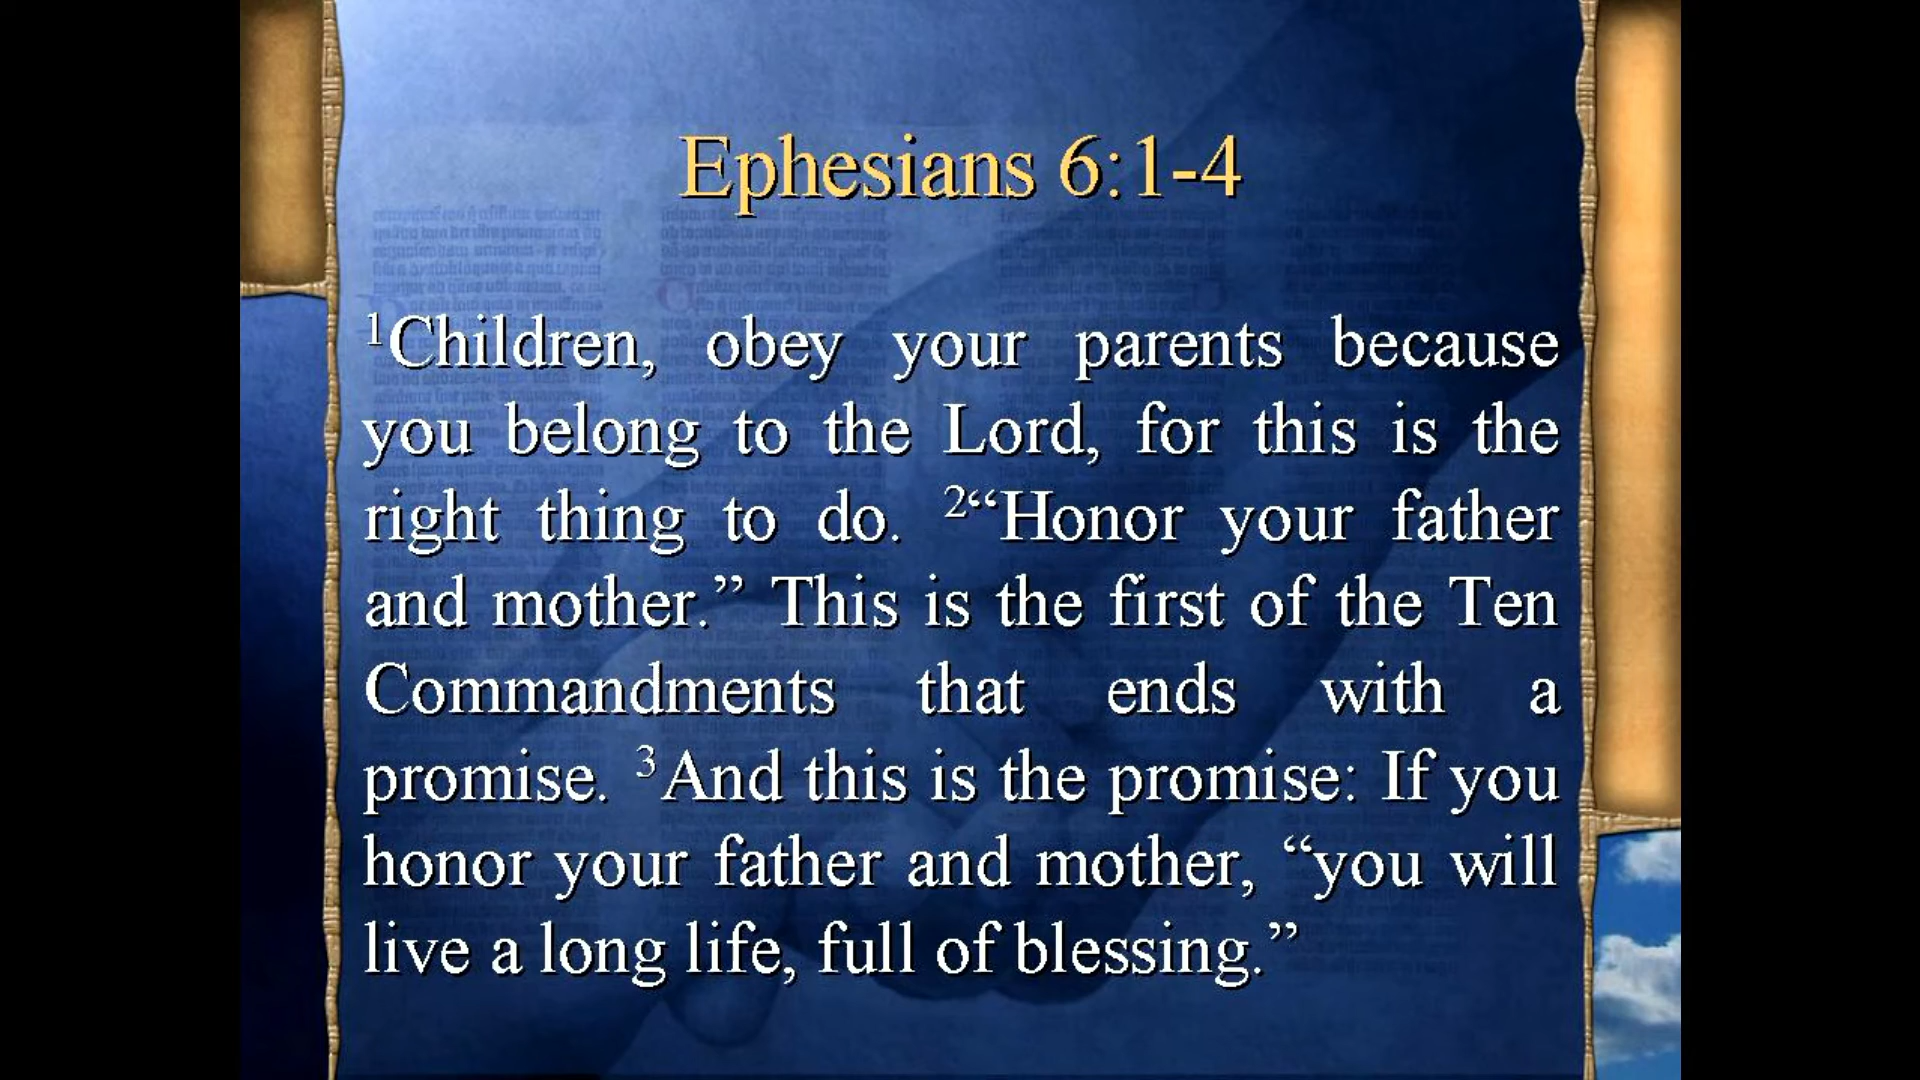 Ephesians 6:1-4
¹Children, obey your parents because
you belong to the Lord, for this is the
right thing to do. ²“Honor your father
and mother.” This is the first of the Ten
Commandments that ends with a
promise. ³And this is the promise: If you
honor your father and mother, “you will
live a long life, full of blessing.”